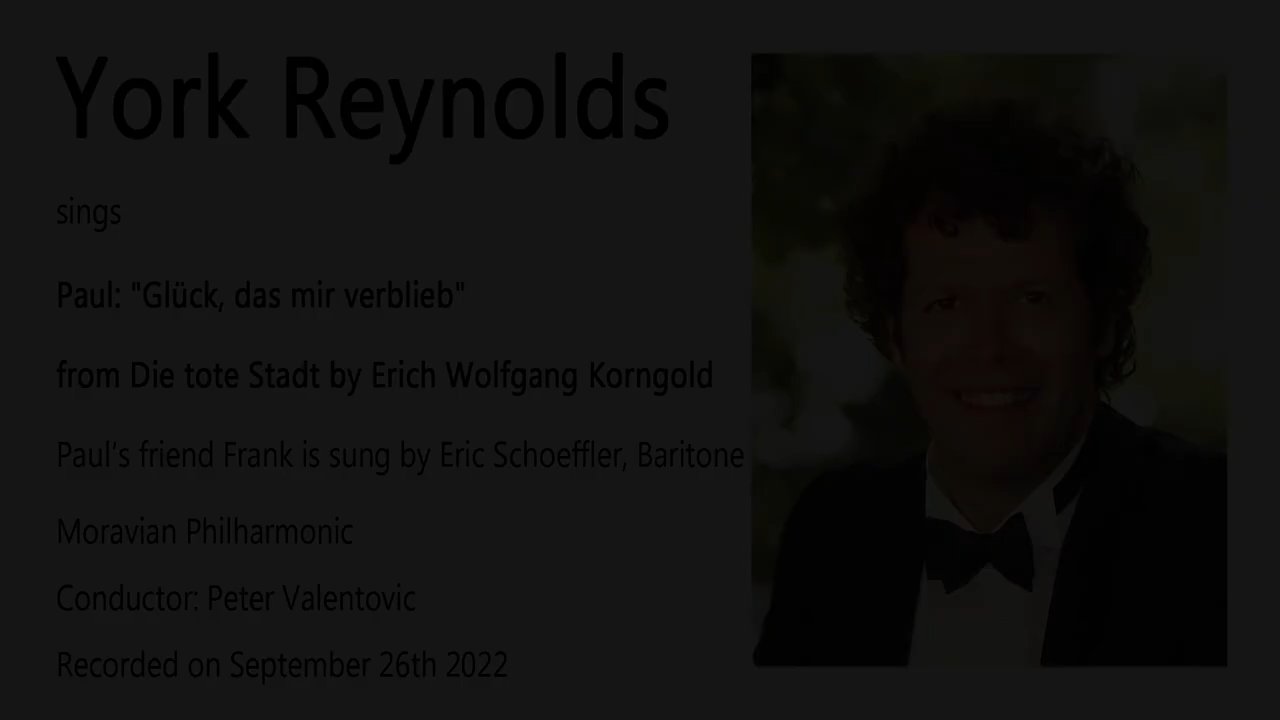 York Reynolds
sings
Paul: "Glück, das mir verblieb"
from Die tote Stadt by Erich Wolfgang Korngold
Paul's friend Frank is sung by Eric Schoeffler, Baritone
Moravian Philharmonic
Conductor: Peter Valentovic
Recorded on September 26th 2022